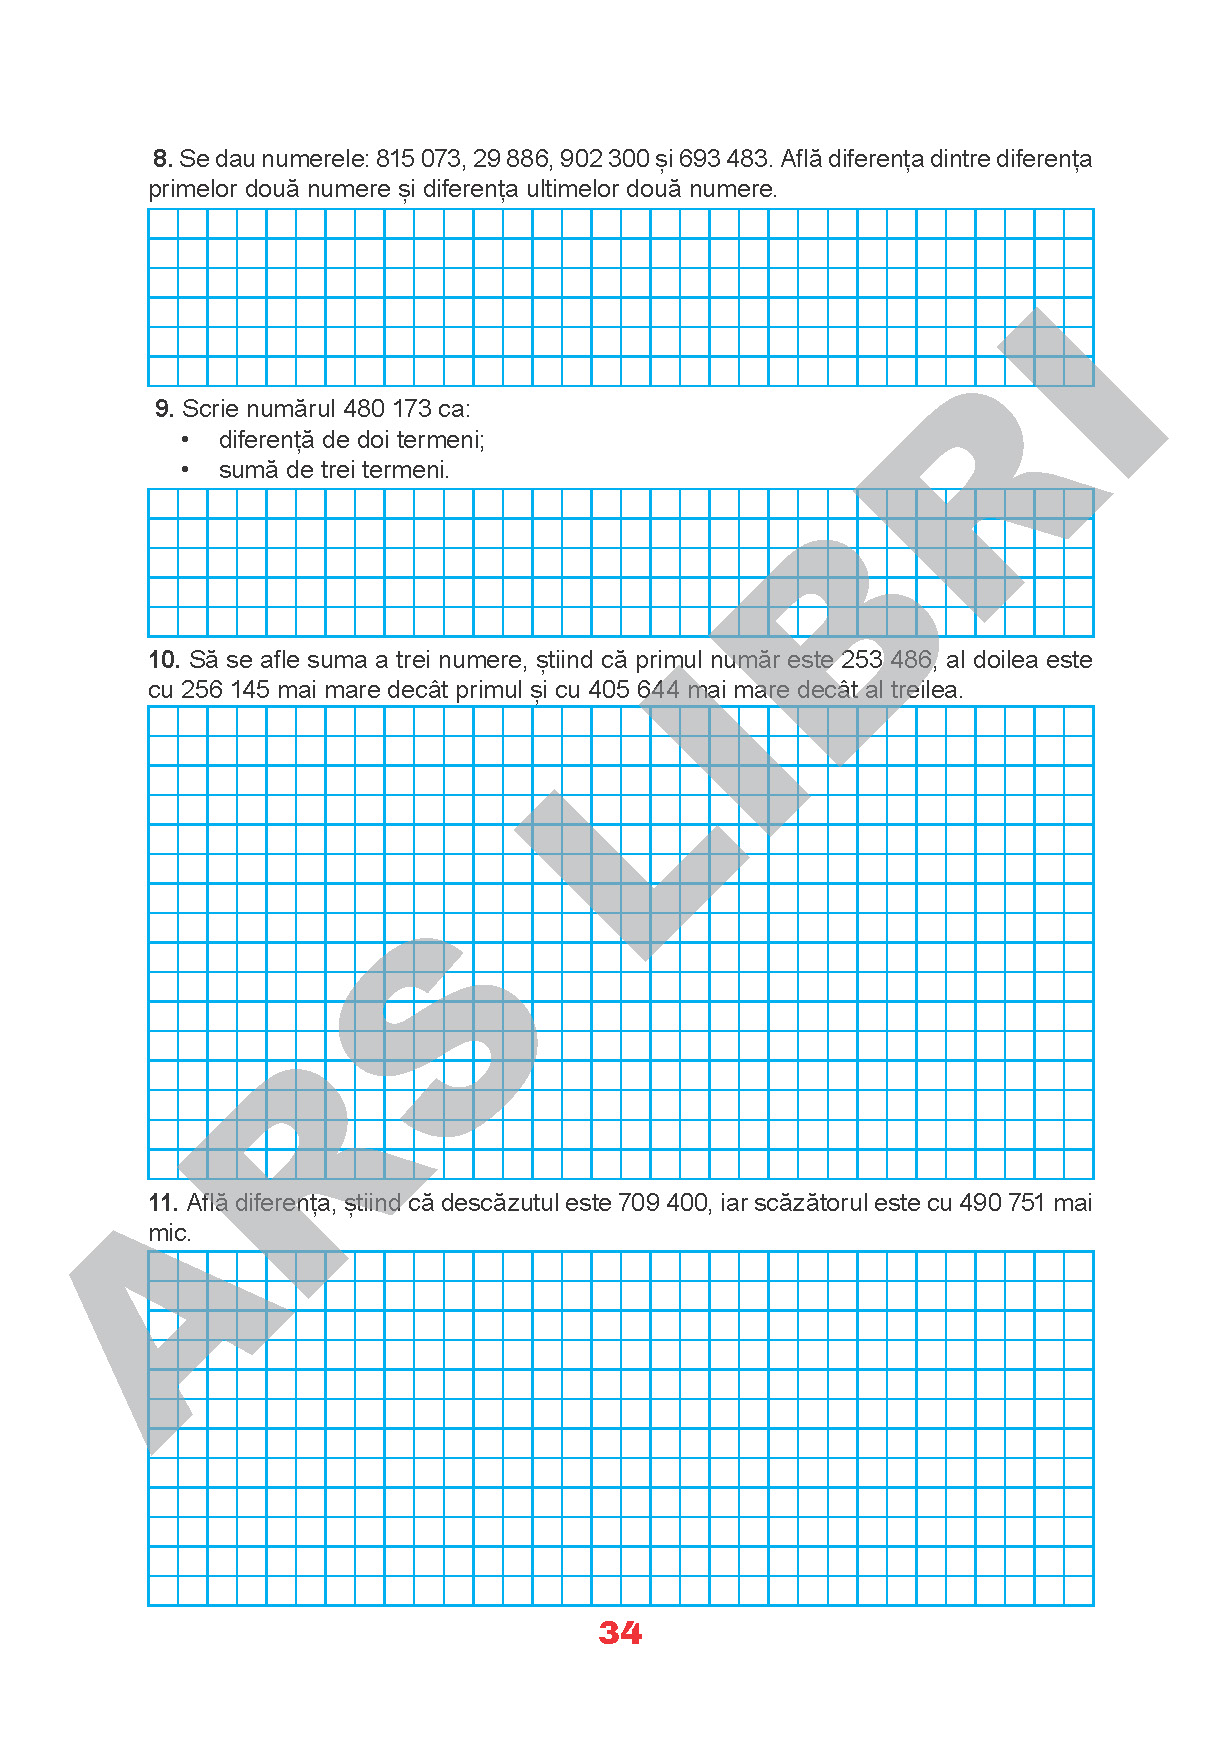 8. Se dau numerele: 815 073, 29 886, 902 300 și 693 483. Află diferența dintre diferența
primelor două numere și diferența ultimelor două numere.
9. Scrie numărul 480 173 ca:
• diferență de doi termeni;
• sumă de trei termeni.
10. Să se afle suma a trei numere, știind că primul număr este 253 486, al doilea este
cu 256 145 mai mare decât primul și cu 405 644 mai mare decât al treilea.
11. Află diferența, știind că descăzutul este 709 400, iar scăzătorul este cu 490 751 mai
mic.
34
ARS LIBRI